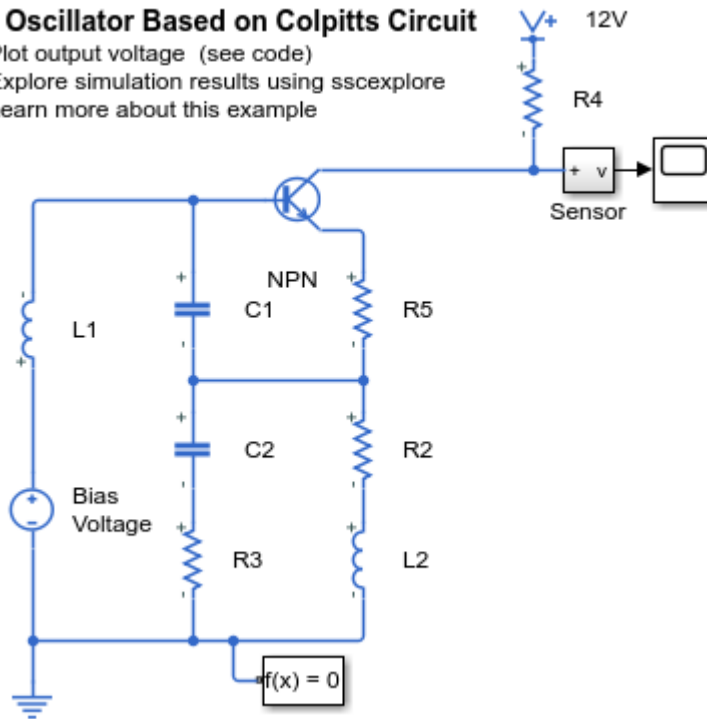 Oscillator Based on Colpitts Circuit
Plot output voltage (see code)
Explore simulation results using sscexplore
Learn more about this example
12V
R4
+ v
Sensor
NPN
L1
C1
R5
C2
R2
Bias
Voltage
R3
L2
f(x) = 0